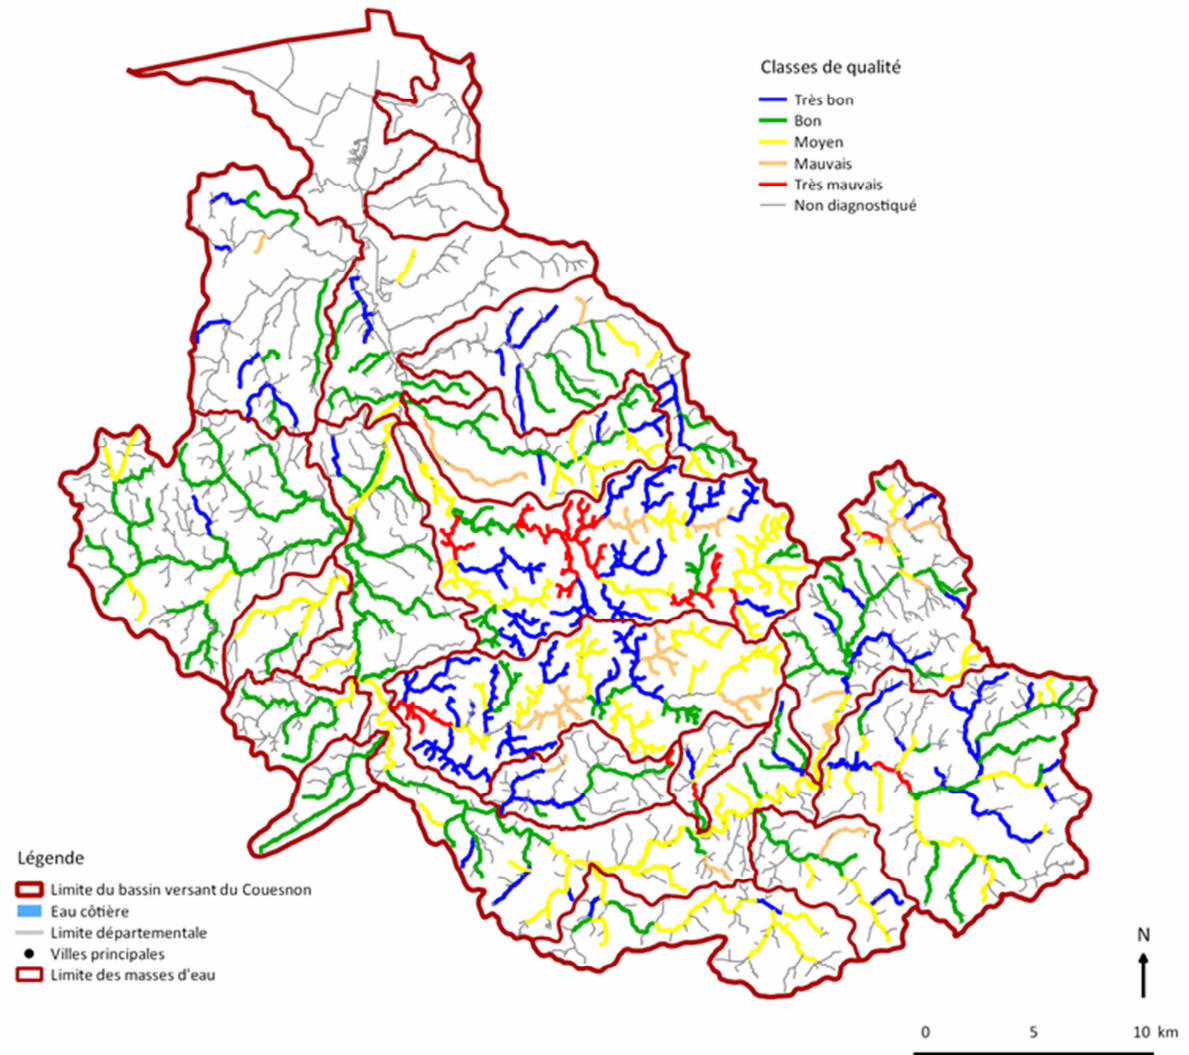 Classes de qualité
Très bon
Bon
Moyen
Mauvais
Très mauvais
Non diagnostiqué
Légende
Limite du bassin versant du Couesnon
Eau côtière
Limite départementale
Villes principales
Limite des masses d'eau
N
0 5 10 km